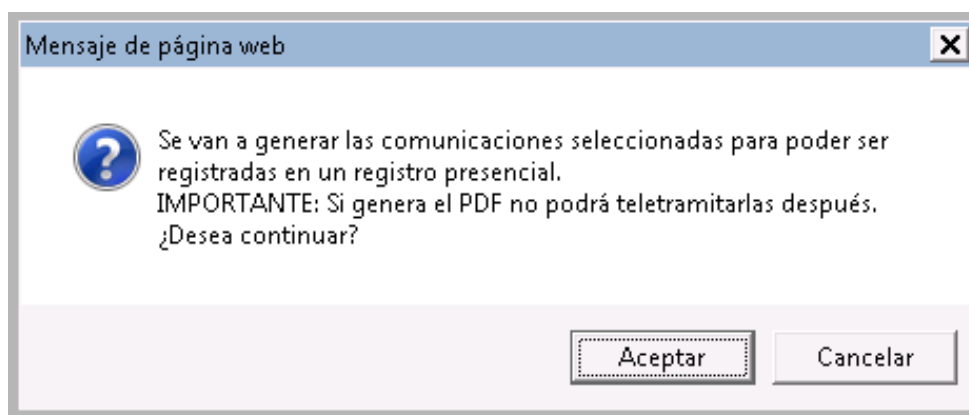 Mensaje de página web
Se van a generar las comunicaciones seleccionadas para poder ser
registradas en un registro presencial.
IMPORTANTE: Si genera el PDF no podrá teletramitarlas después.
¿Desea continuar?
Aceptar
Cancelar